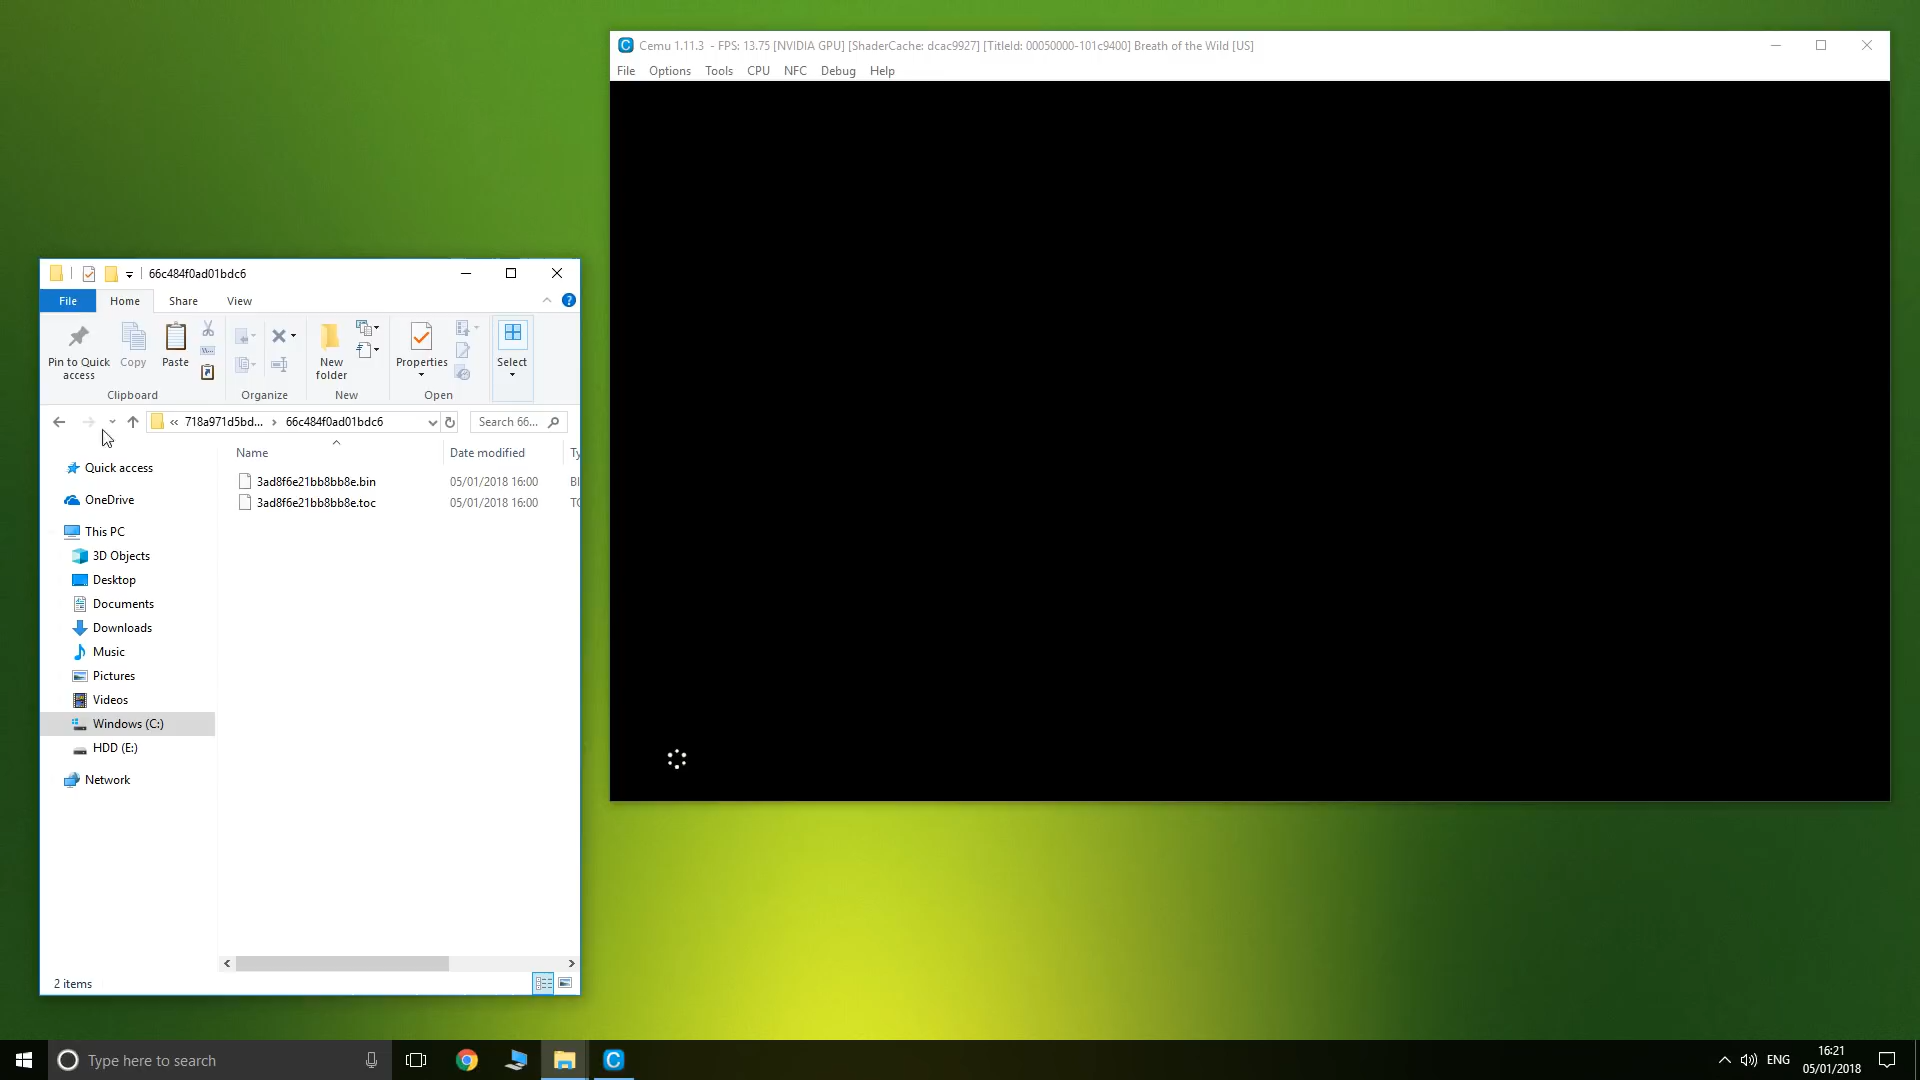 Cemu 1.11.3 - FPS: 13.75 [NVIDIA GPU] [ShaderCache: dcac9927] [TitleId: 00050000-101c9400] Breath of the Wild [US]
File Options Tools CPU NFC Debug Help
66c484f0ad01bdc6
File Home Share View
Pin to Quick access
Copy
Paste
New folder
Properties
Select
Clipboard Organize New Open
« 718a971d5bd... › 66c484f0ad01bdc6
Search 66...
Name Date modified Ty
3ad8f6e21bb8bb8e.bin 05/01/2018 16:00 BI
3ad8f6e21bb8bb8e.toc 05/01/2018 16:00 TO
Quick access
OneDrive
This PC
3D Objects
Desktop
Documents
Downloads
Music
Pictures
Videos
Windows (C:)
HDD (E:)
Network
2 items
Type here to search
ENG
16:21
05/01/2018